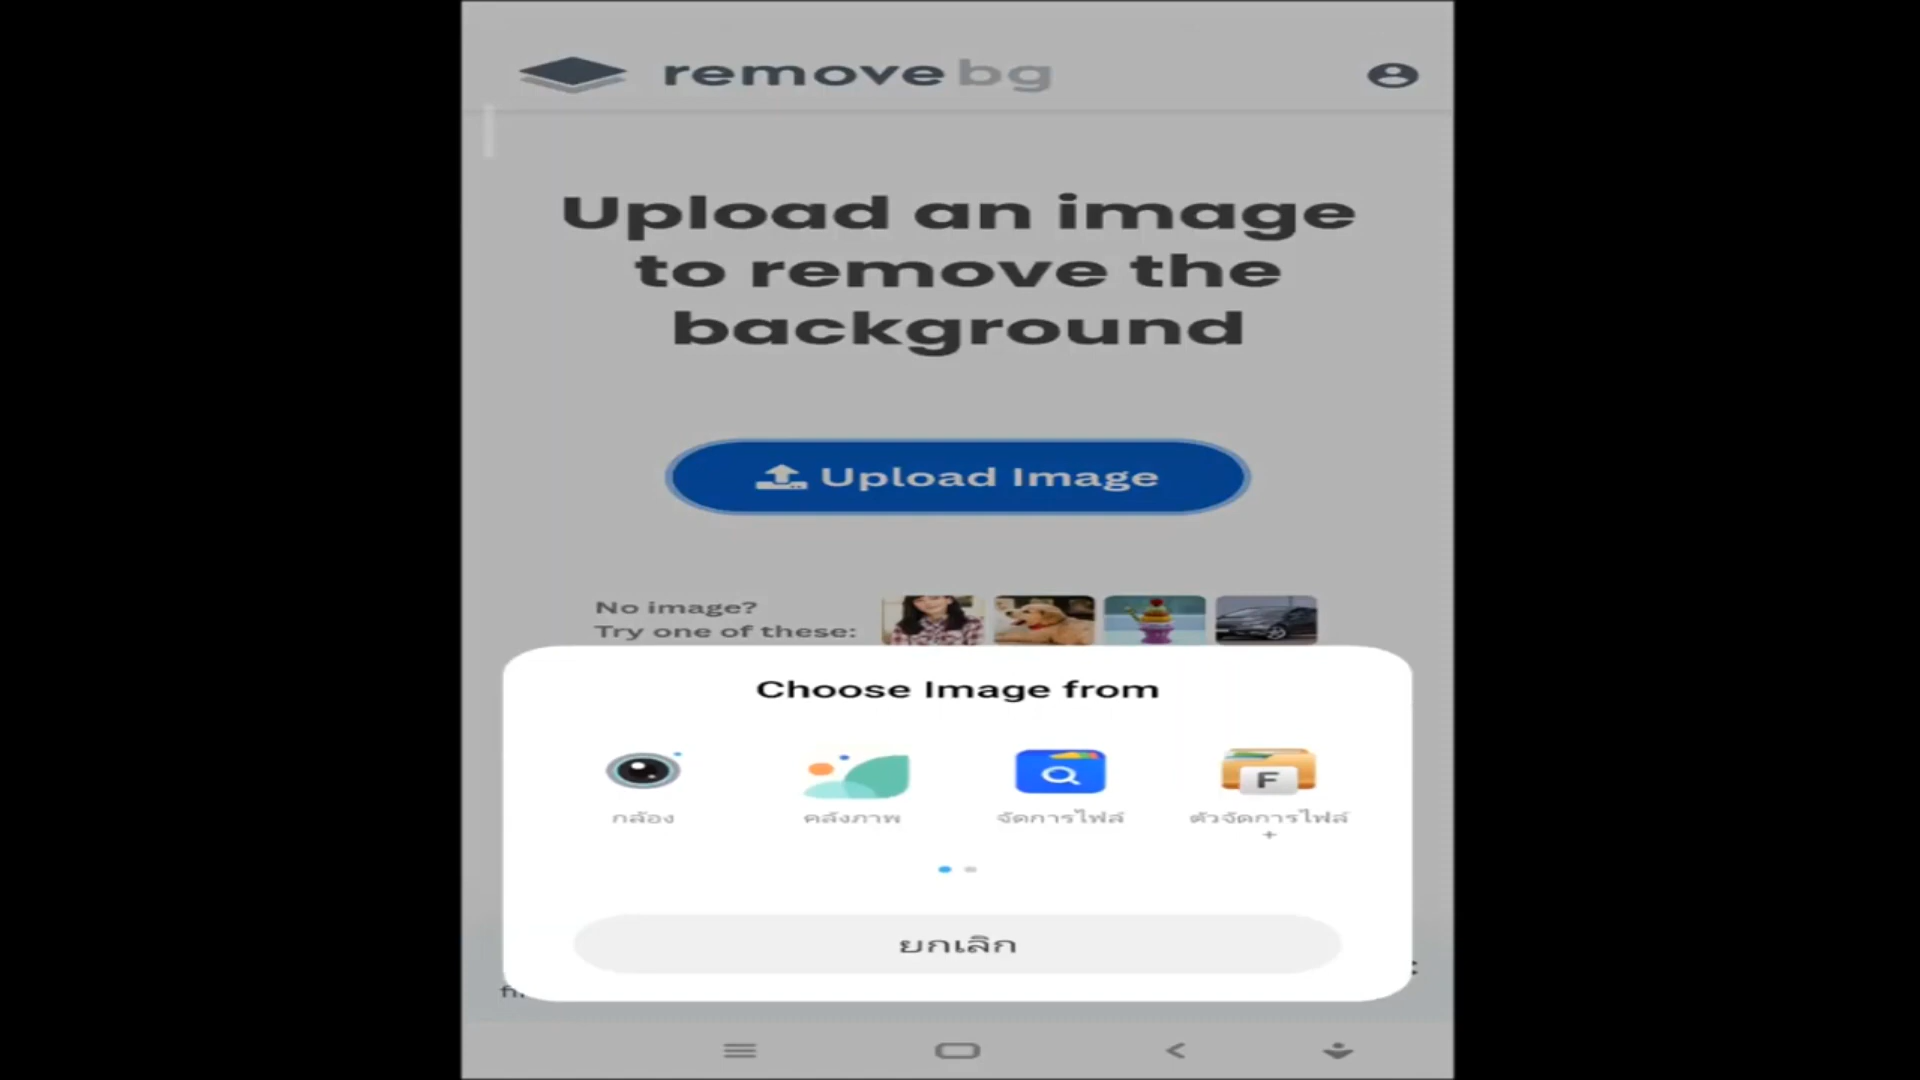 remove bg
Upload an image
to remove the
background
Upload Image
No image?
Try one of these:
Choose Image from
กล้อง
คลังภาพ
จัดการไฟล์
ตัวจัดการไฟล์
+
F
ยกเลิก